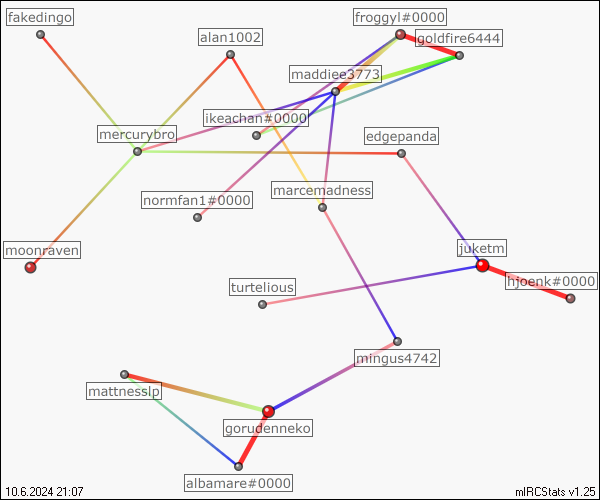 fakedingo
froggyl#0000
alan1002
goldfire6444
maddiee3773
ikeachan#0000
mercurybro
edgepanda
marcemadness
normfan1#0000
moonraven
juketm
hjoenk#0000
turtelious
mingus4742
mattnesslp
gorudenneko
albamare#0000
10.6.2024 21:07
mIRCStats v1.25